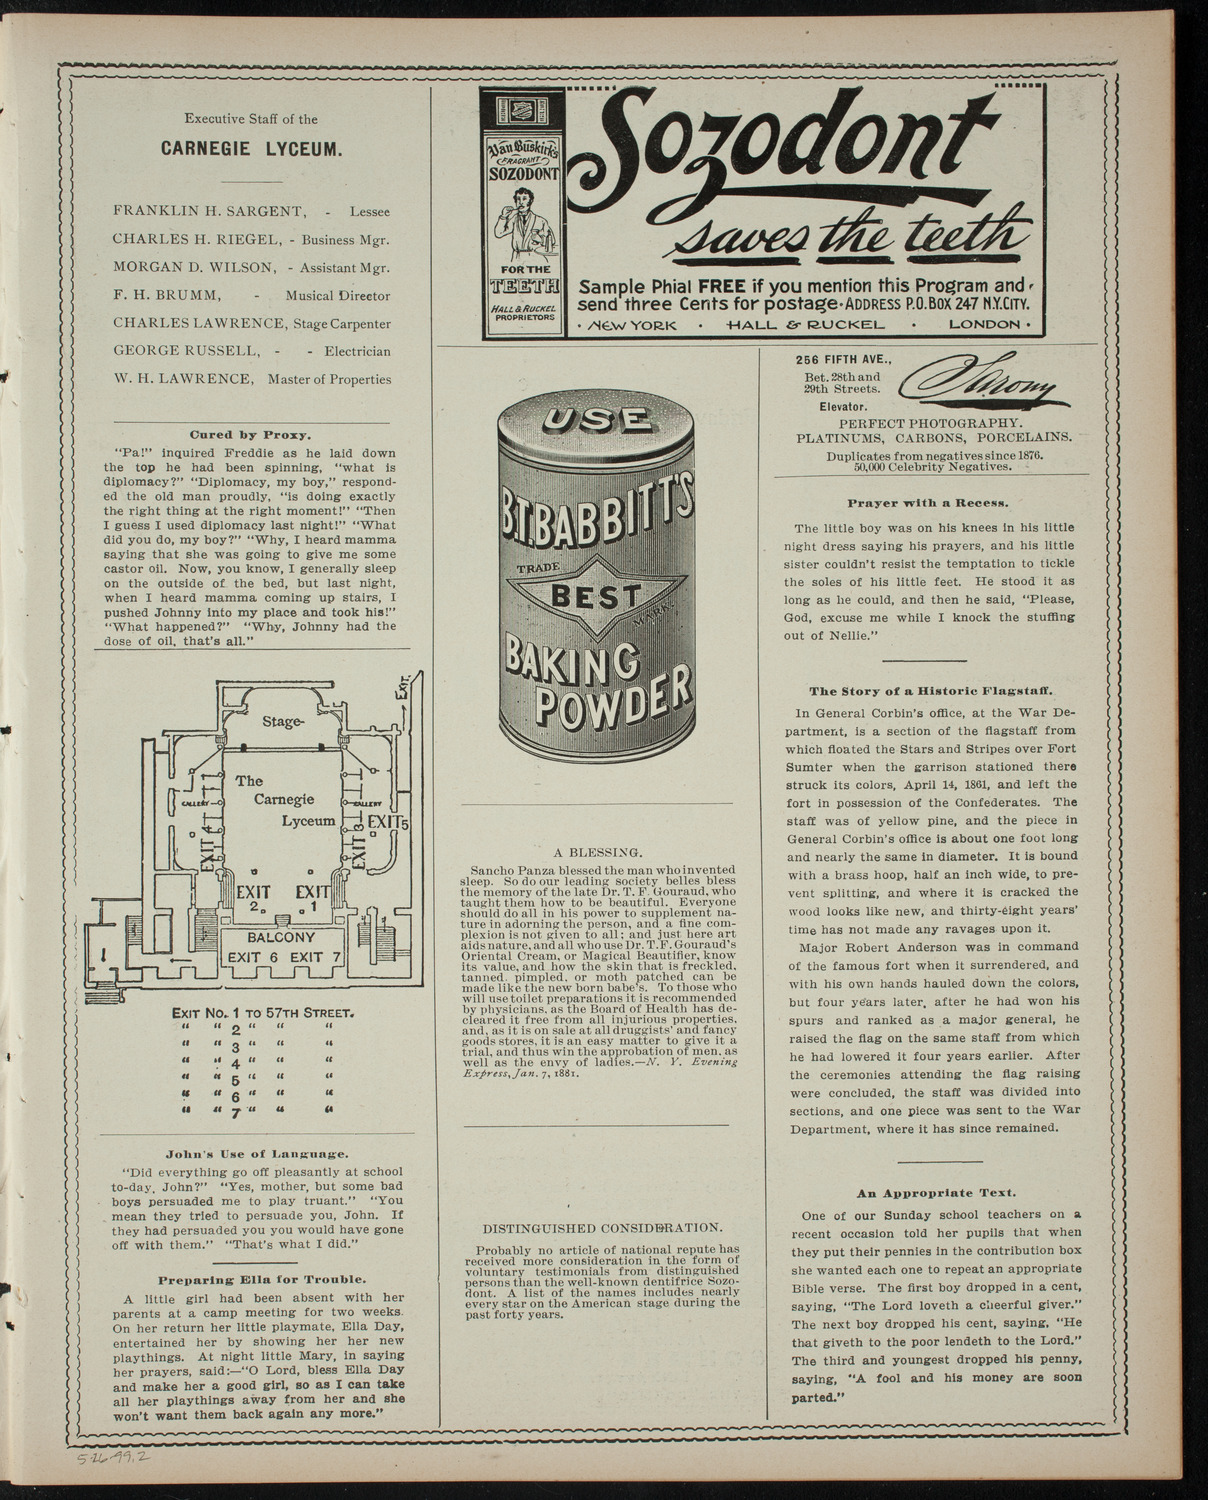 Executive Staff of the
CARNEGIE LYCEUM.
FRANKLIN H. SARGENT, - Lessee
CHARLES H. RIEGEL, - Business Mgr.
MORGAN D. WILSON, - Assistant Mgr.
F. H. BRUMM, - Musical Director
CHARLES LAWRENCE, Stage Carpenter
GEORGE RUSSELL, - - Electrician
W. H. LAWRENCE, Master of Properties
Cured by Proxy.
"Pa!" inquired Freddie as he laid down
the top he had been spinning, "what is
diplomacy?" "Diplomacy, my boy," respond-
ed the old man proudly, "is doing exactly
the right thing at the right moment!" "Then
I guess I used diplomacy last night!" "What
did you do, my boy?" "Why, I heard mamma
saying that she was going to give me some
castor oil. Now, you know, I generally sleep
on the outside of the bed, but last night,
when I heard mamma coming up stairs, I
pushed Johnny into my place and took his!"
"What happened?" "Why, Johnny had the
dose of oil, that's all."
EXIT.
Stage
The
Carnegie
Lyceum
GALLERY
GALLERY
EXIT 4
EXIT 3
EXIT 5
EXIT 2
EXIT 1
BALCONY
EXIT 6 EXIT 7
EXIT No. 1 TO 57TH STREET.
" " 2 " " "
" " 3 " " "
" " 4 " " "
" " 5 " " "
" " 6 " " "
" " 7 " " "
John's Use of Language.
"Did everything go off pleasantly at school
to-day, John?" "Yes, mother, but some bad
boys persuaded me to play truant." "You
mean they tried to persuade you, John. If
they had persuaded you you would have gone
off with them." "That's what I did."
Preparing Ella for Trouble.
A little girl had been absent with her
parents at a camp meeting for two weeks.
On her return her little playmate, Ella Day,
entertained her by showing her her new
playthings. At night little Mary, in saying
her prayers, said:—"O Lord, bless Ella Day
and make her a good girl, so as I can take
all her playthings away from her and she
won't want them back again any more."
Van Buskirk's
FRAGRANT
SOZODONT
FOR THE
TEETH
HALL & RUCKEL
PROPRIETORS
Sozodont
saves the teeth
Sample Phial FREE if you mention this Program and
send three Cents for postage · ADDRESS P.O. BOX 247 N.Y. CITY.
· NEW YORK · HALL & RUCKEL · LONDON ·
USE
B.T. BABBITT'S
TRADE
BEST
MARK
BAKING
POWDER
A BLESSING.
Sancho Panza blessed the man who invented
sleep. So do our leading society belles bless
the memory of the late Dr. T. F. Gouraud, who
taught them how to be beautiful. Everyone
should do all in his power to supplement na-
ture in adorning the person, and a fine com-
plexion is not given to all; and just here art
aids nature, and all who use Dr. T. F. Gouraud's
Oriental Cream, or Magical Beautifier, know
its value, and how the skin that is freckled,
tanned, pimpled, or moth patched can be
made like the new born babe's. To those who
will use toilet preparations it is recommended
by physicians, as the Board of Health has de-
cleared it free from all injurious properties,
and, as it is on sale at all druggists' and fancy
goods stores, it is an easy matter to give it a
trial, and thus win the approbation of men, as
well as the envy of ladies.—N. Y. Evening
Express, Jan. 7, 1881.
DISTINGUISHED CONSIDERATION.
Probably no article of national repute has
received more consideration in the form of
voluntary testimonials from distinguished
persons than the well-known dentifrice Sozo-
dont. A list of the names includes nearly
every star on the American stage during the
past forty years.
256 FIFTH AVE.,
Bet. 28th and
29th Streets.
Elevator.
Sarony
PERFECT PHOTOGRAPHY.
PLATINUMS, CARBONS, PORCELAINS.
Duplicates from negatives since 1876.
50,000 Celebrity Negatives.
Prayer with a Recess.
The little boy was on his knees in his little
night dress saying his prayers, and his little
sister couldn't resist the temptation to tickle
the soles of his little feet. He stood it as
long as he could, and then he said, "Please,
God, excuse me while I knock the stuffing
out of Nellie."
The Story of a Historic Flagstaff.
In General Corbin's office, at the War De-
partment, is a section of the flagstaff from
which floated the Stars and Stripes over Fort
Sumter when the garrison stationed there
struck its colors, April 14, 1861, and left the
fort in possession of the Confederates. The
staff was of yellow pine, and the piece in
General Corbin's office is about one foot long
and nearly the same in diameter. It is bound
with a brass hoop, half an inch wide, to pre-
vent splitting, and where it is cracked the
wood looks like new, and thirty-eight years'
time has not made any ravages upon it.
Major Robert Anderson was in command
of the famous fort when it surrendered, and
with his own hands hauled down the colors,
but four years later, after he had won his
spurs and ranked as a major general, he
raised the flag on the same staff from which
he had lowered it four years earlier. After
the ceremonies attending the flag raising
were concluded, the staff was divided into
sections, and one piece was sent to the War
Department, where it has since remained.
An Appropriate Text.
One of our Sunday school teachers on a
recent occasion told her pupils that when
they put their pennies in the contribution box
she wanted each one to repeat an appropriate
Bible verse. The first boy dropped in a cent,
saying, "The Lord loveth a cheerful giver."
The next boy dropped his cent, saying, "He
that giveth to the poor lendeth to the Lord."
The third and youngest dropped his penny,
saying, "A fool and his money are soon
parted."
5-26-99.2